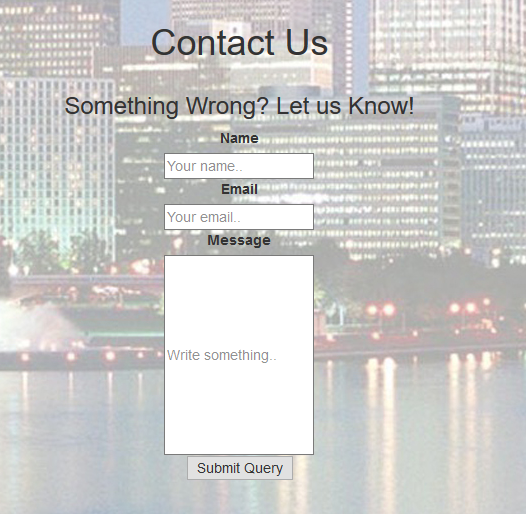 Contact Us
Something Wrong? Let us Know!
Name
Your name..
Email
Your email..
Message
Write something..
Submit Query